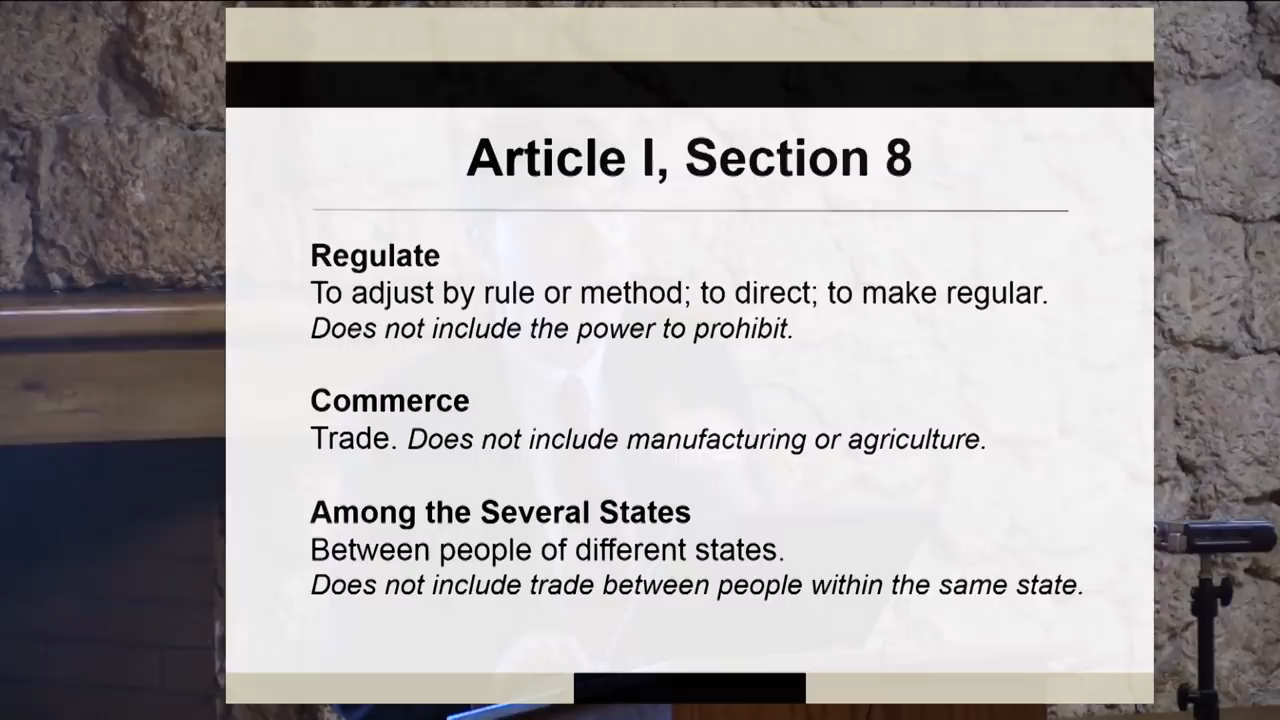 Article I, Section 8
Regulate
To adjust by rule or method; to direct; to make regular.
Does not include the power to prohibit.
Commerce
Trade. Does not include manufacturing or agriculture.
Among the Several States
Between people of different states.
Does not include trade between people within the same state.